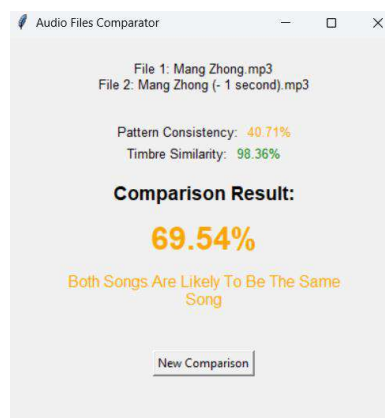 Audio Files Comparator
File 1: Mang Zhong.mp3
File 2: Mang Zhong (- 1 second).mp3
Pattern Consistency: 40.71%
Timbre Similarity: 98.36%
Comparison Result:
69.54%
Both Songs Are Likely To Be The Same
Song
New Comparison